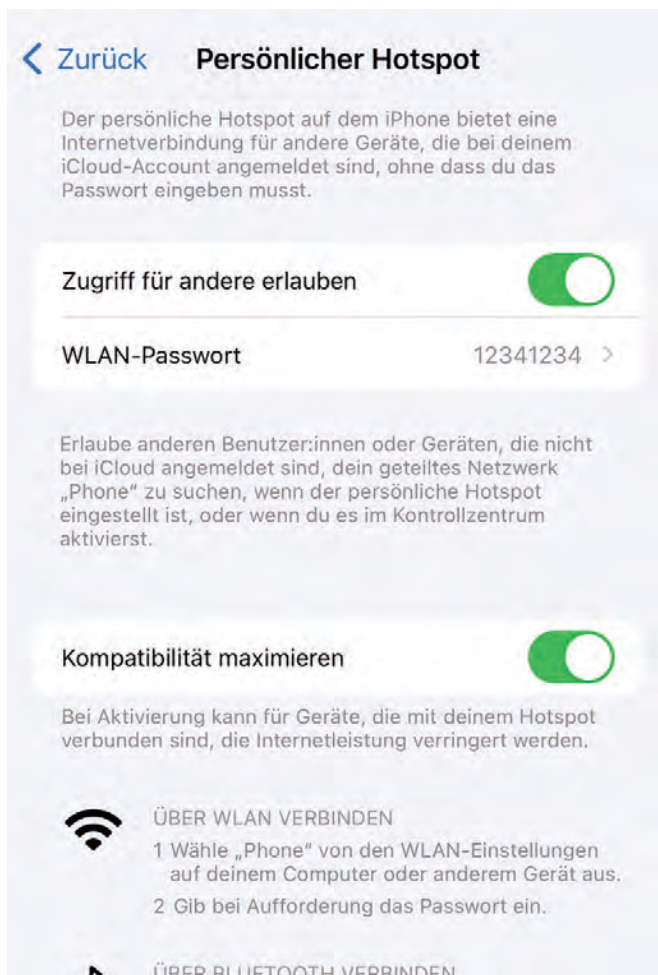 Zurück Persönlicher Hotspot
Der persönliche Hotspot auf dem iPhone bietet eine
Internetverbindung für andere Geräte, die bei deinem
iCloud-Account angemeldet sind, ohne dass du das
Passwort eingeben musst.
Zugriff für andere erlauben
WLAN-Passwort 12341234
Erlaube anderen Benutzer:innen oder Geräten, die nicht
bei iCloud angemeldet sind, dein geteiltes Netzwerk
„Phone“ zu suchen, wenn der persönliche Hotspot
eingestellt ist, oder wenn du es im Kontrollzentrum
aktivierst.
Kompatibilität maximieren
Bei Aktivierung kann für Geräte, die mit deinem Hotspot
verbunden sind, die Internetleistung verringert werden.
ÜBER WLAN VERBINDEN
1 Wähle „Phone“ von den WLAN-Einstellungen
auf deinem Computer oder anderem Gerät aus.
2 Gib bei Aufforderung das Passwort ein.
ÜBER BLUETOOTH VERBINDEN